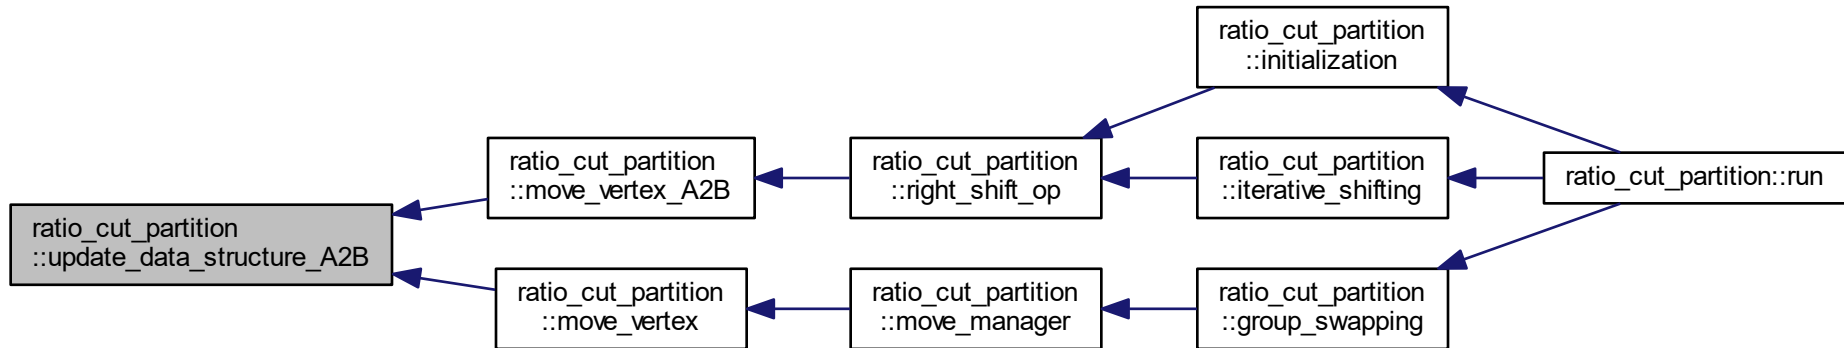 ratio_cut_partition
::initialization
ratio_cut_partition
::move_vertex_A2B
ratio_cut_partition
::right_shift_op
ratio_cut_partition
::iterative_shifting
ratio_cut_partition::run
ratio_cut_partition
::update_data_structure_A2B
ratio_cut_partition
::move_vertex
ratio_cut_partition
::move_manager
ratio_cut_partition
::group_swapping